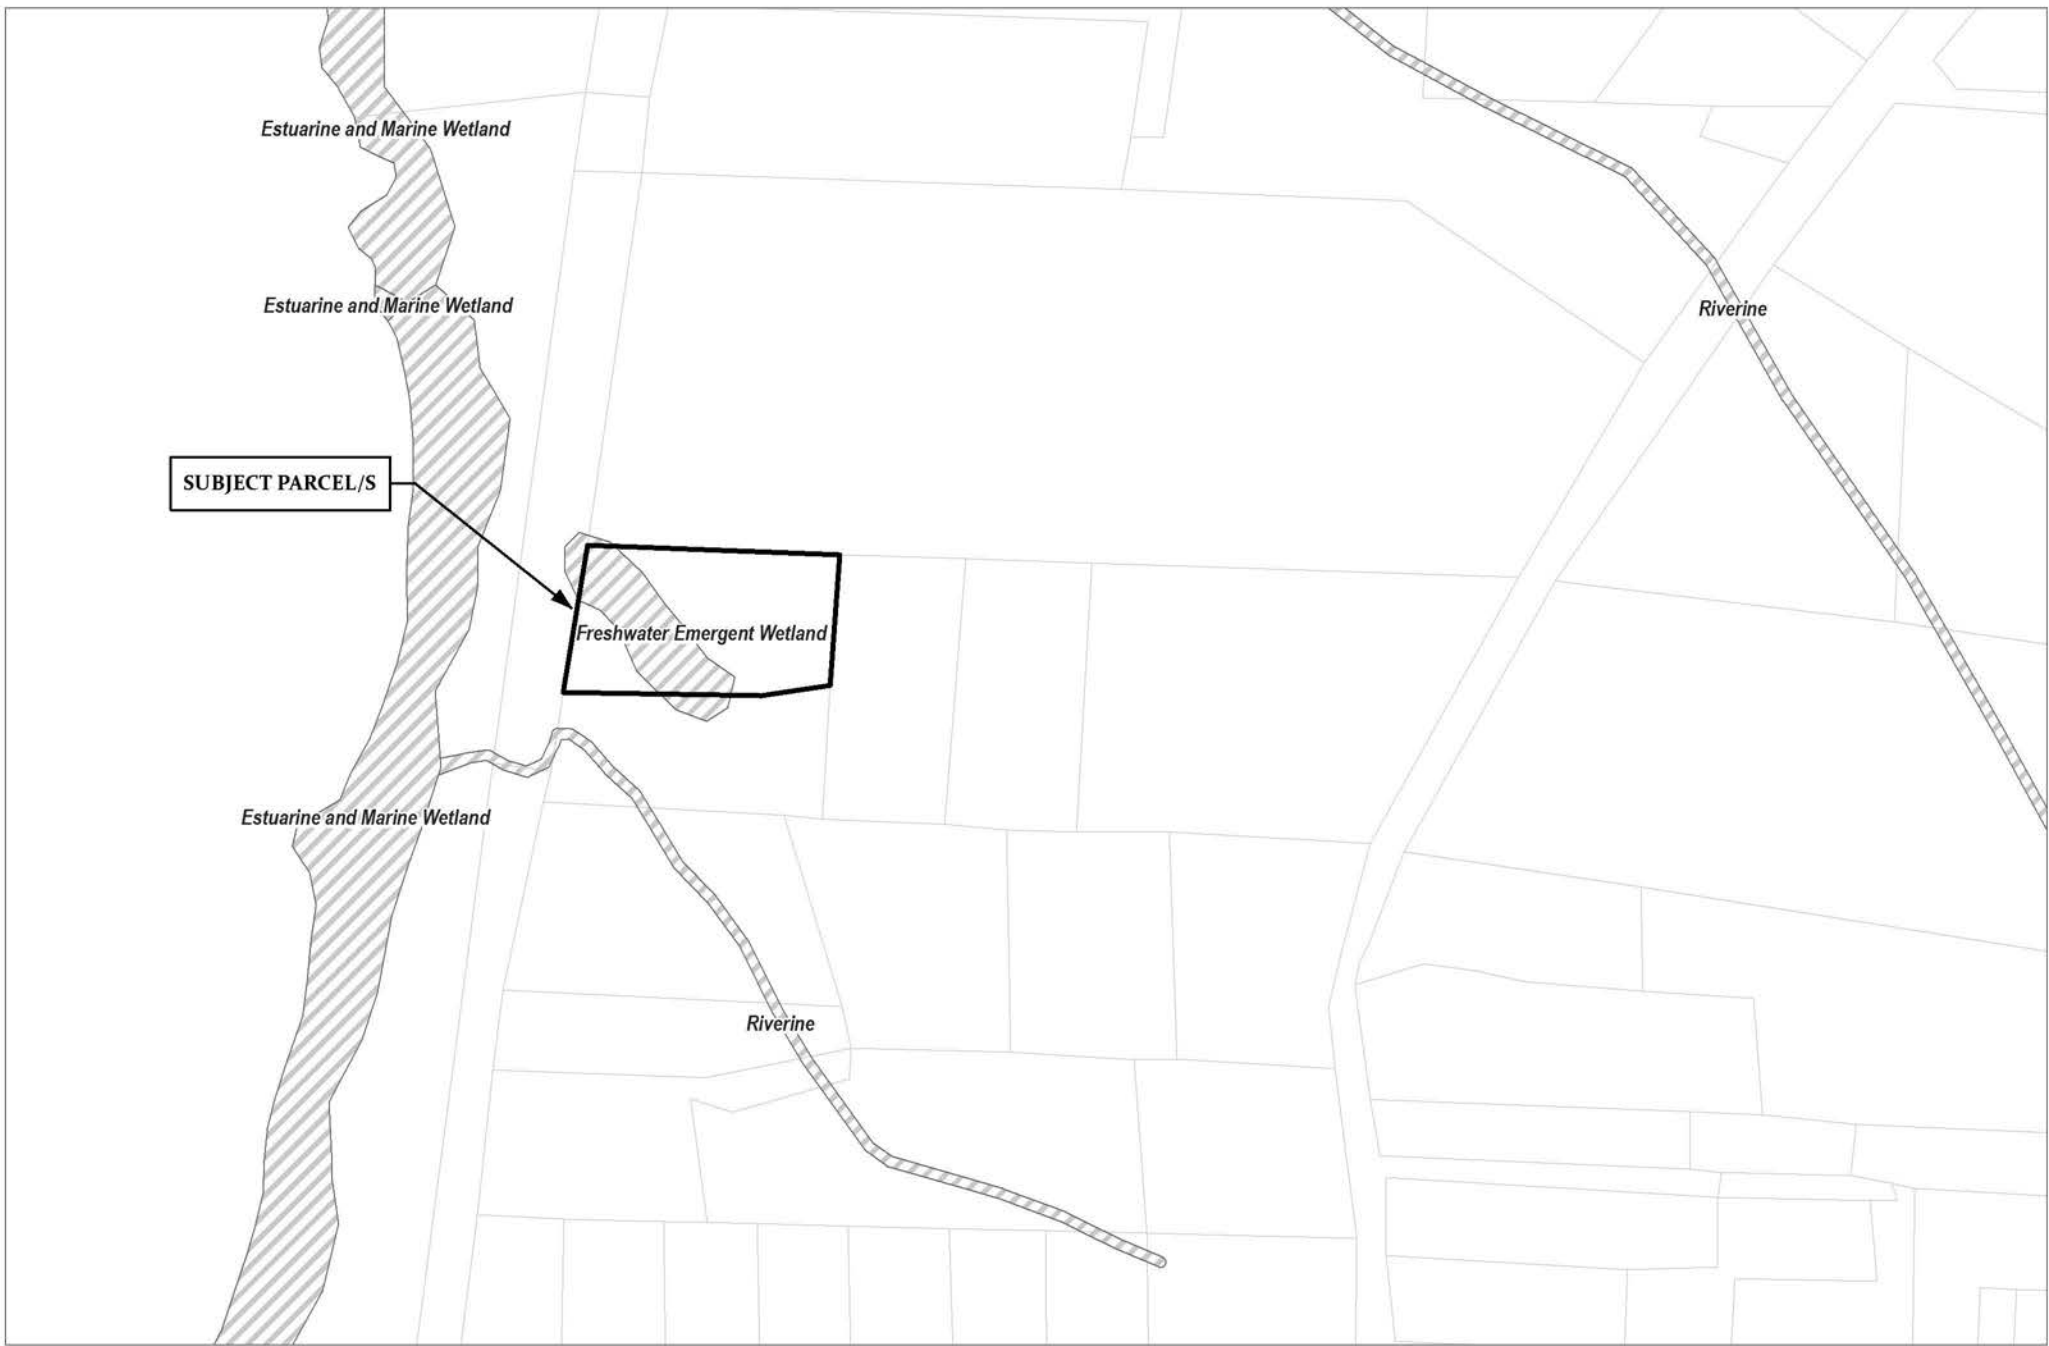 Estuarine and Marine Wetland
Estuarine and Marine Wetland
Riverine
SUBJECT PARCEL/S
Freshwater Emergent Wetland
Estuarine and Marine Wetland
Riverine